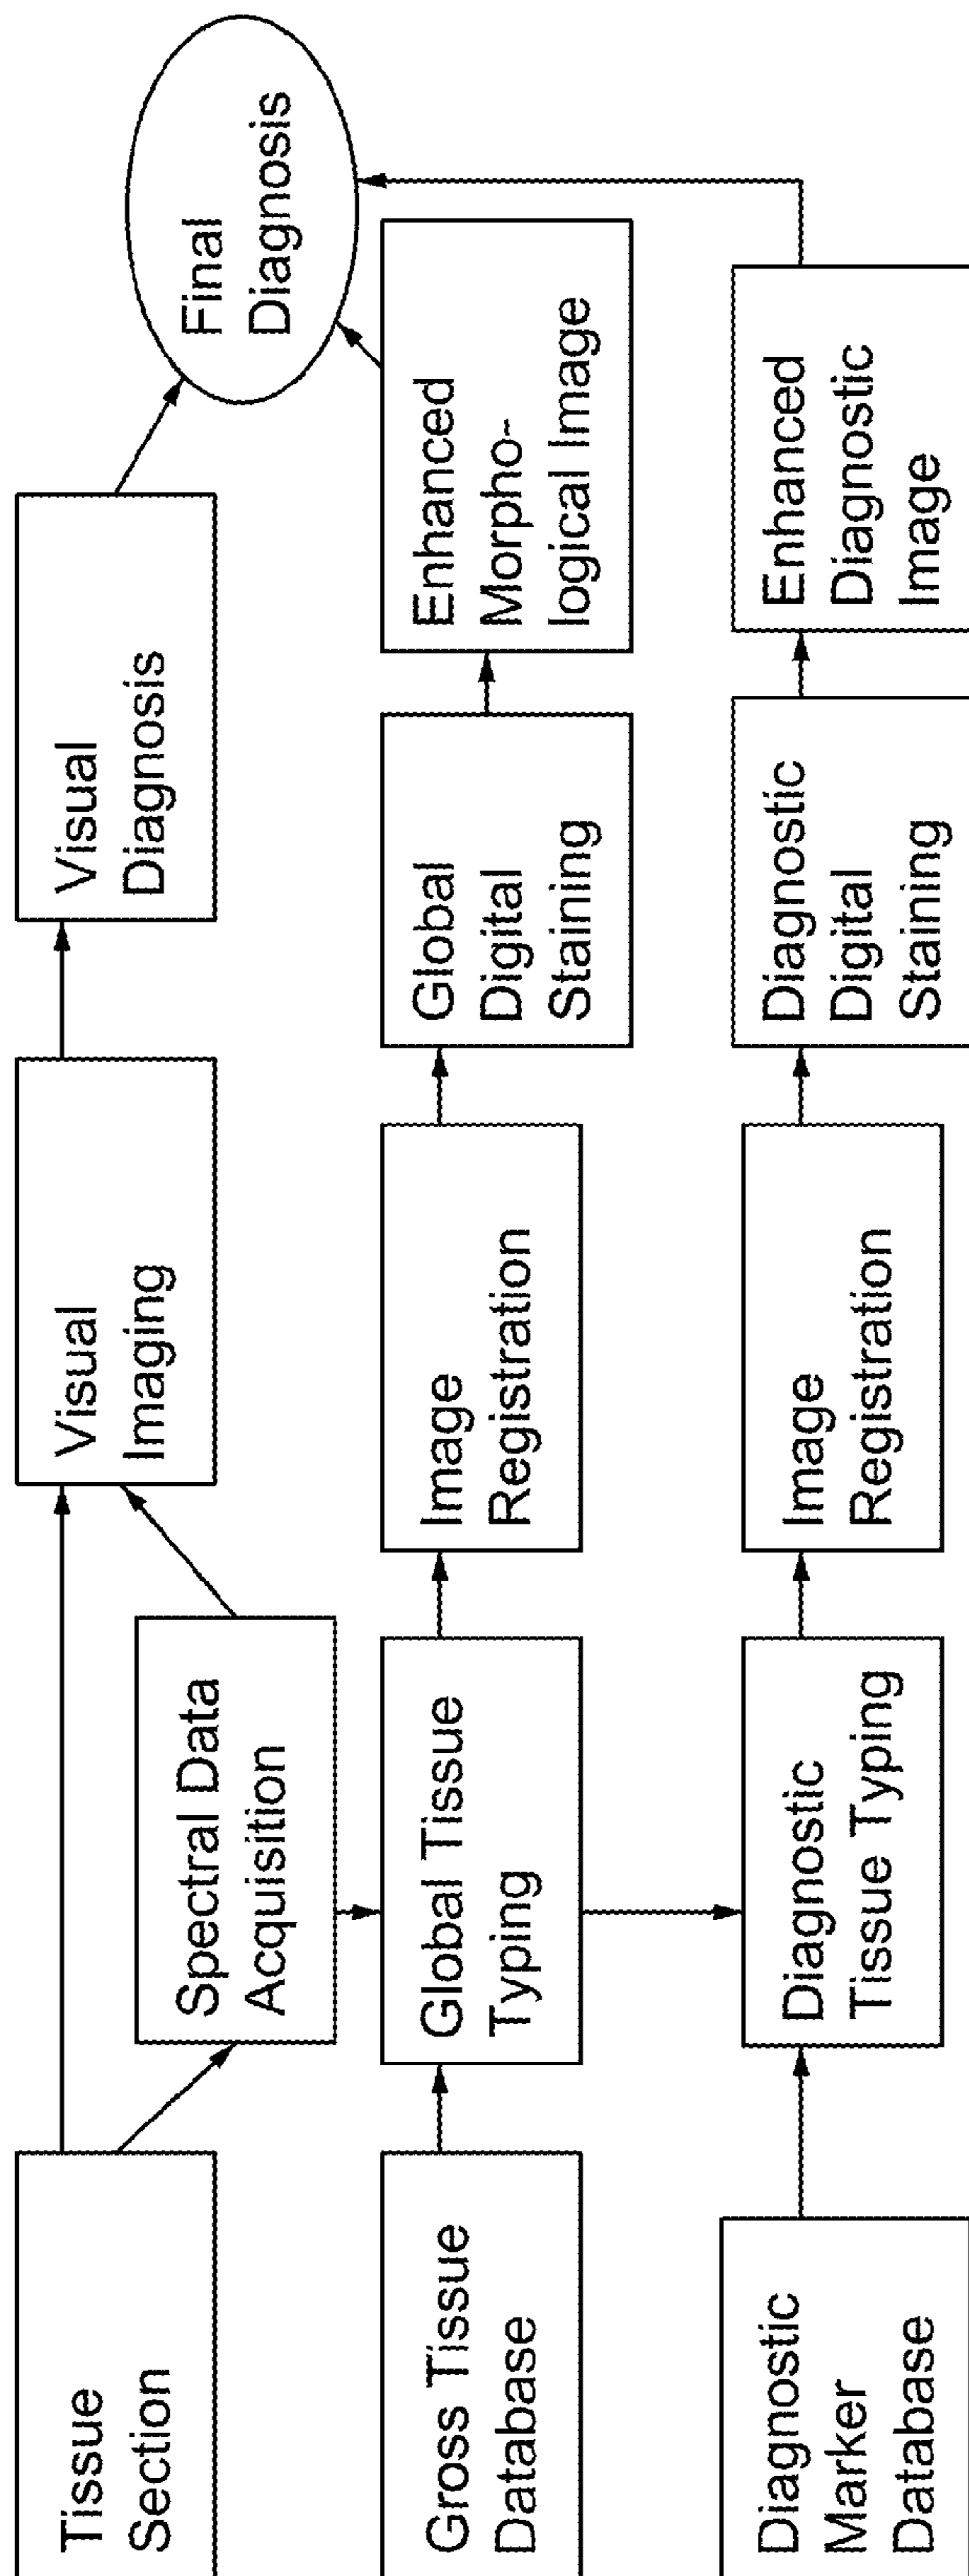 Tissue
Section
Spectral Data
Acquisition
Visual
Imaging
Visual
Diagnosis
Final
Diagnosis
Gross Tissue
Database
Global Tissue
Typing
Image
Registration
Global
Digital
Staining
Enhanced
Morpho-
logical Image
Diagnostic
Marker
Database
Diagnostic
Tissue Typing
Image
Registration
Diagnostic
Digital
Staining
Enhanced
Diagnostic
Image